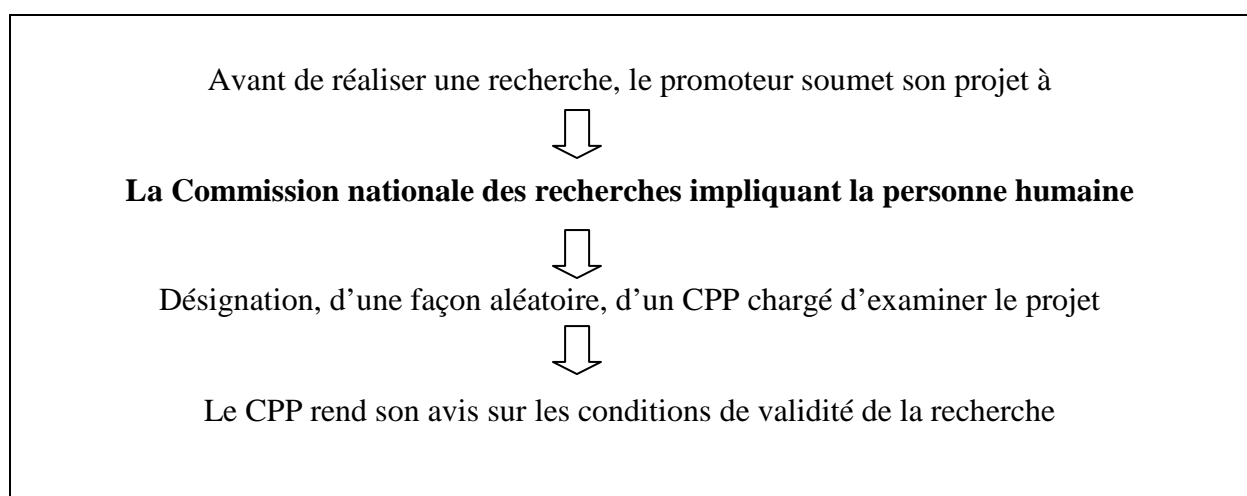 Avant de réaliser une recherche, le promoteur soumet son projet à
La Commission nationale des recherches impliquant la personne humaine
Désignation, d’une façon aléatoire, d’un CPP chargé d’examiner le projet
Le CPP rend son avis sur les conditions de validité de la recherche